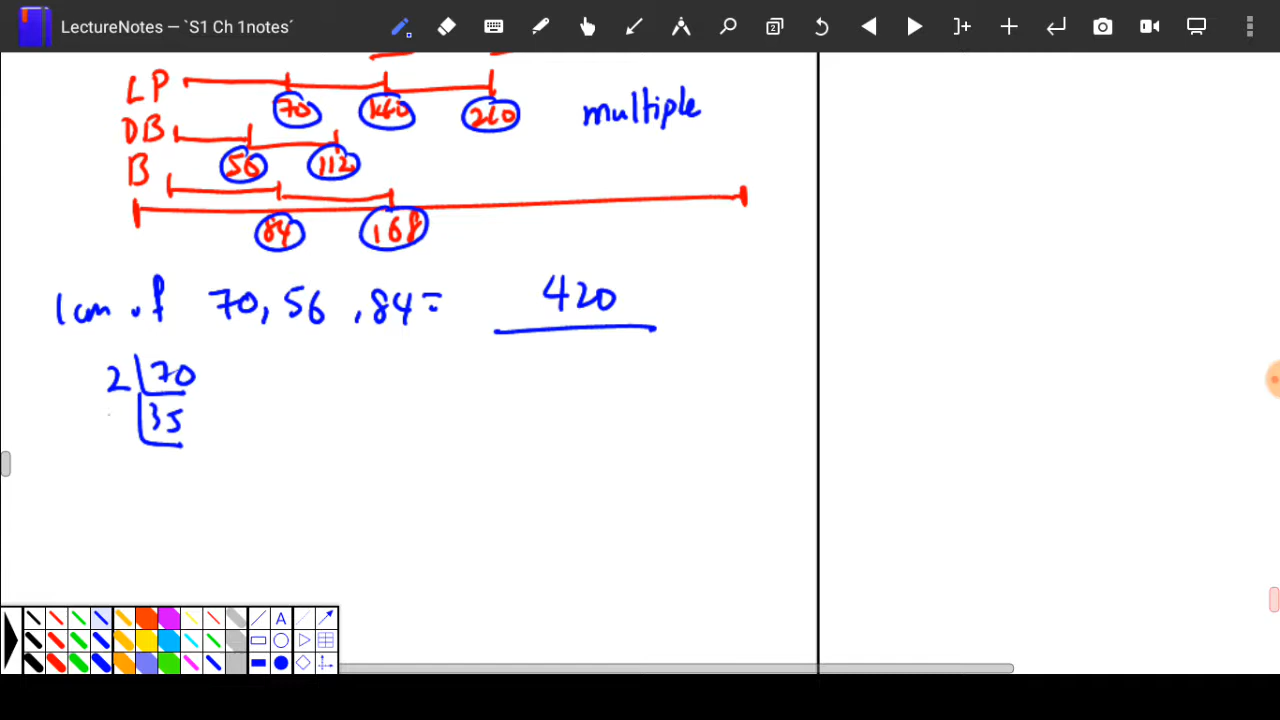 LectureNotes — `S1 Ch 1notes´
LP
70 140 210 multiple
DB
56 112
B
84 168
lcm of 70, 56 , 84 = 420
2 70
35